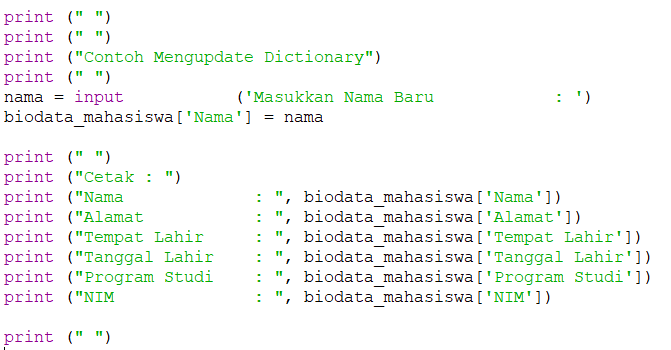 print (" ")
print (" ")
print ("Contoh Mengupdate Dictionary")
print (" ")
nama = input           ('Masukkan Nama Baru            : ')
biodata_mahasiswa['Nama'] = nama

print (" ")
print ("Cetak : ")
print ("Nama             : ", biodata_mahasiswa['Nama'])
print ("Alamat           : ", biodata_mahasiswa['Alamat'])
print ("Tempat Lahir     : ", biodata_mahasiswa['Tempat Lahir'])
print ("Tanggal Lahir    : ", biodata_mahasiswa['Tanggal Lahir'])
print ("Program Studi    : ", biodata_mahasiswa['Program Studi'])
print ("NIM              : ", biodata_mahasiswa['NIM'])

print (" ")